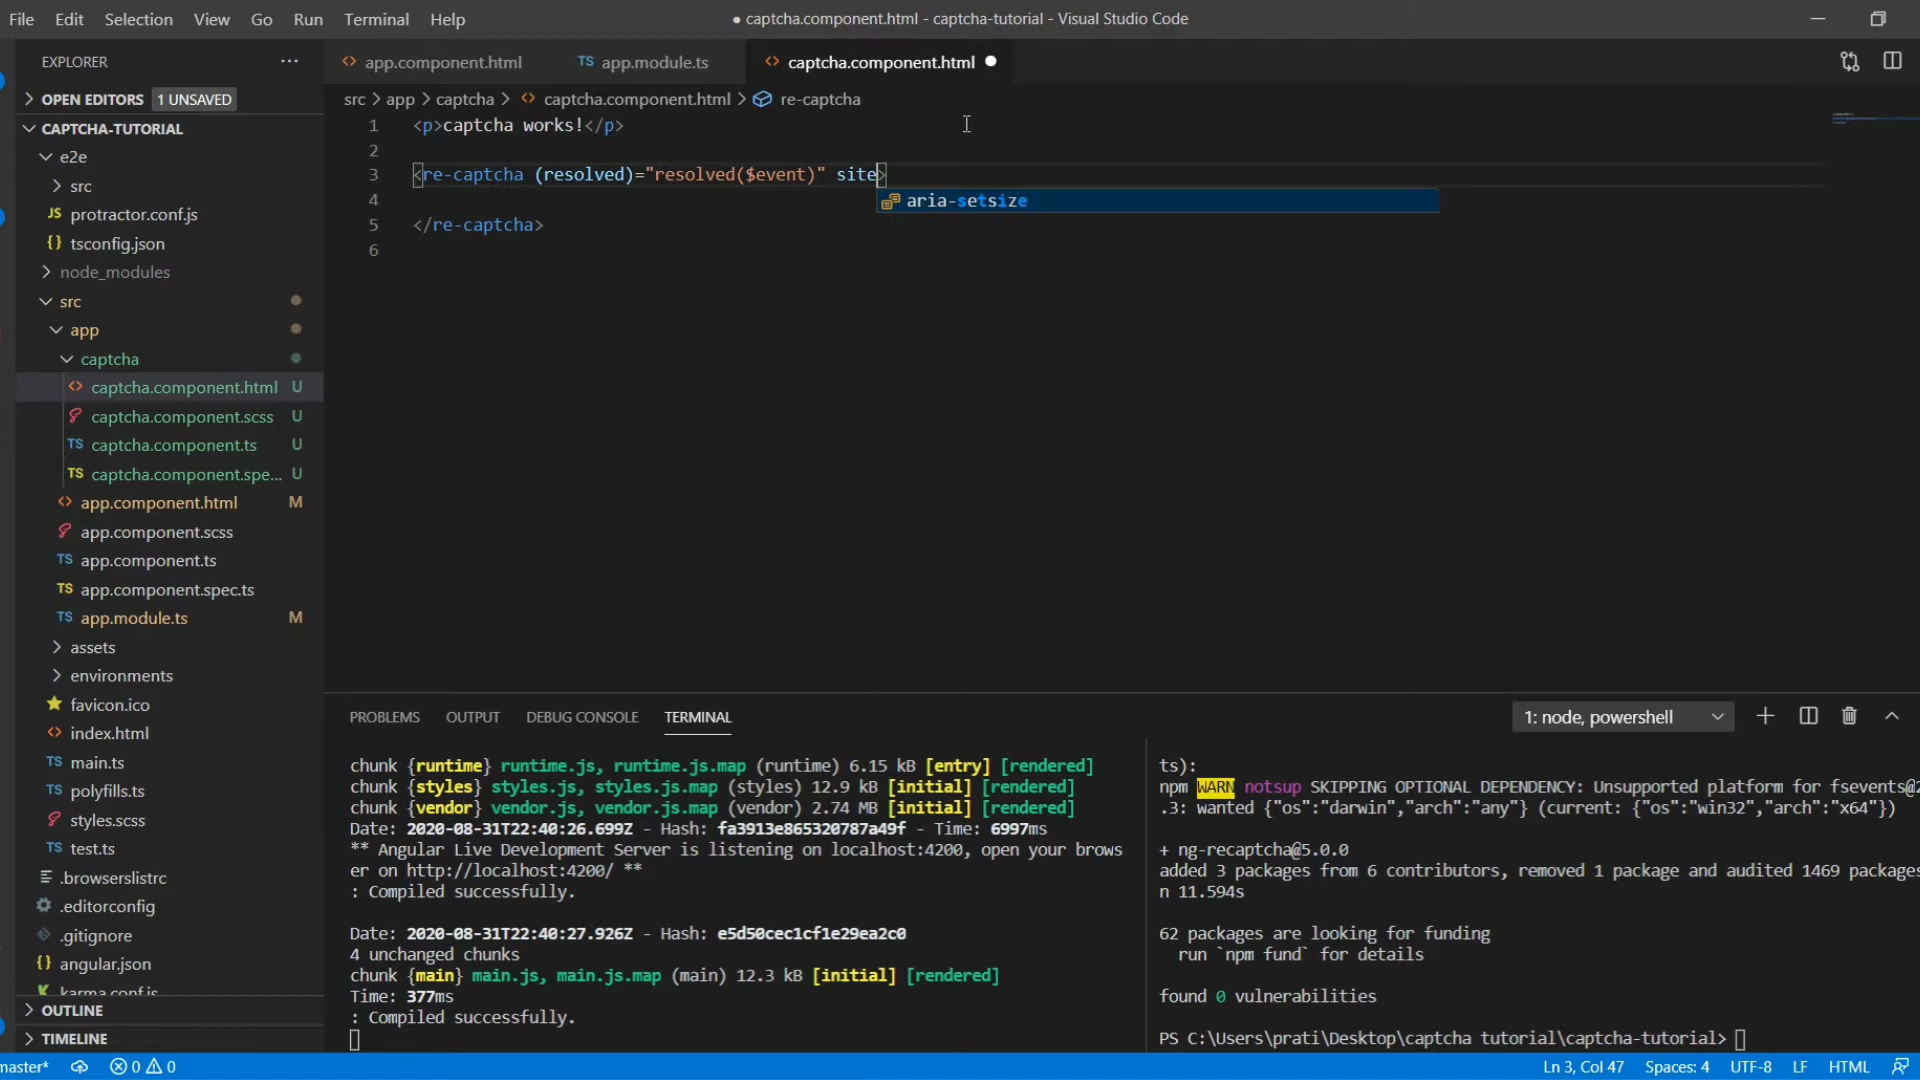 File Edit Selection View Go Run Terminal Help
● captcha.component.html - captcha-tutorial - Visual Studio Code
EXPLORER ···
OPEN EDITORS 1 UNSAVED
CAPTCHA-TUTORIAL
e2e
src
JS protractor.conf.js
{} tsconfig.json
node_modules
src
app
captcha
<> captcha.component.html U
captcha.component.scss U
TS captcha.component.ts U
TS captcha.component.spe... U
<> app.component.html M
app.component.scss
TS app.component.ts
TS app.component.spec.ts
TS app.module.ts M
assets
environments
favicon.ico
<> index.html
TS main.ts
TS polyfills.ts
styles.scss
TS test.ts
.browserslistrc
.editorconfig
.gitignore
{} angular.json
karma.conf.js
OUTLINE
TIMELINE
<> app.component.html TS app.module.ts <> captcha.component.html ●
src > app > captcha > <> captcha.component.html > re-captcha
1 <p>captcha works!</p>
2
3 <re-captcha (resolved)="resolved($event)" site>
aria-setsize
4
5 </re-captcha>
6
PROBLEMS OUTPUT DEBUG CONSOLE TERMINAL
1: node, powershell
chunk {runtime} runtime.js, runtime.js.map (runtime) 6.15 kB [entry] [rendered]
chunk {styles} styles.js, styles.js.map (styles) 12.9 kB [initial] [rendered]
chunk {vendor} vendor.js, vendor.js.map (vendor) 2.74 MB [initial] [rendered]
Date: 2020-08-31T22:40:26.699Z - Hash: fa3913e865320787a49f - Time: 6997ms
** Angular Live Development Server is listening on localhost:4200, open your brows
er on http://localhost:4200/ **
: Compiled successfully.
Date: 2020-08-31T22:40:27.926Z - Hash: e5d50cec1cf1e29ea2c0
4 unchanged chunks
chunk {main} main.js, main.js.map (main) 12.3 kB [initial] [rendered]
Time: 377ms
: Compiled successfully.
ts):
npm WARN notsup SKIPPING OPTIONAL DEPENDENCY: Unsupported platform for fsevents@2
.3: wanted {"os":"darwin","arch":"any"} (current: {"os":"win32","arch":"x64"})
+ ng-recaptcha@5.0.0
added 3 packages from 6 contributors, removed 1 package and audited 1469 packages
n 11.594s
62 packages are looking for funding
run `npm fund` for details
found 0 vulnerabilities
PS C:\Users\prati\Desktop\captcha tutorial\captcha-tutorial>
master* 0 0
Ln 3, Col 47 Spaces: 4 UTF-8 LF HTML